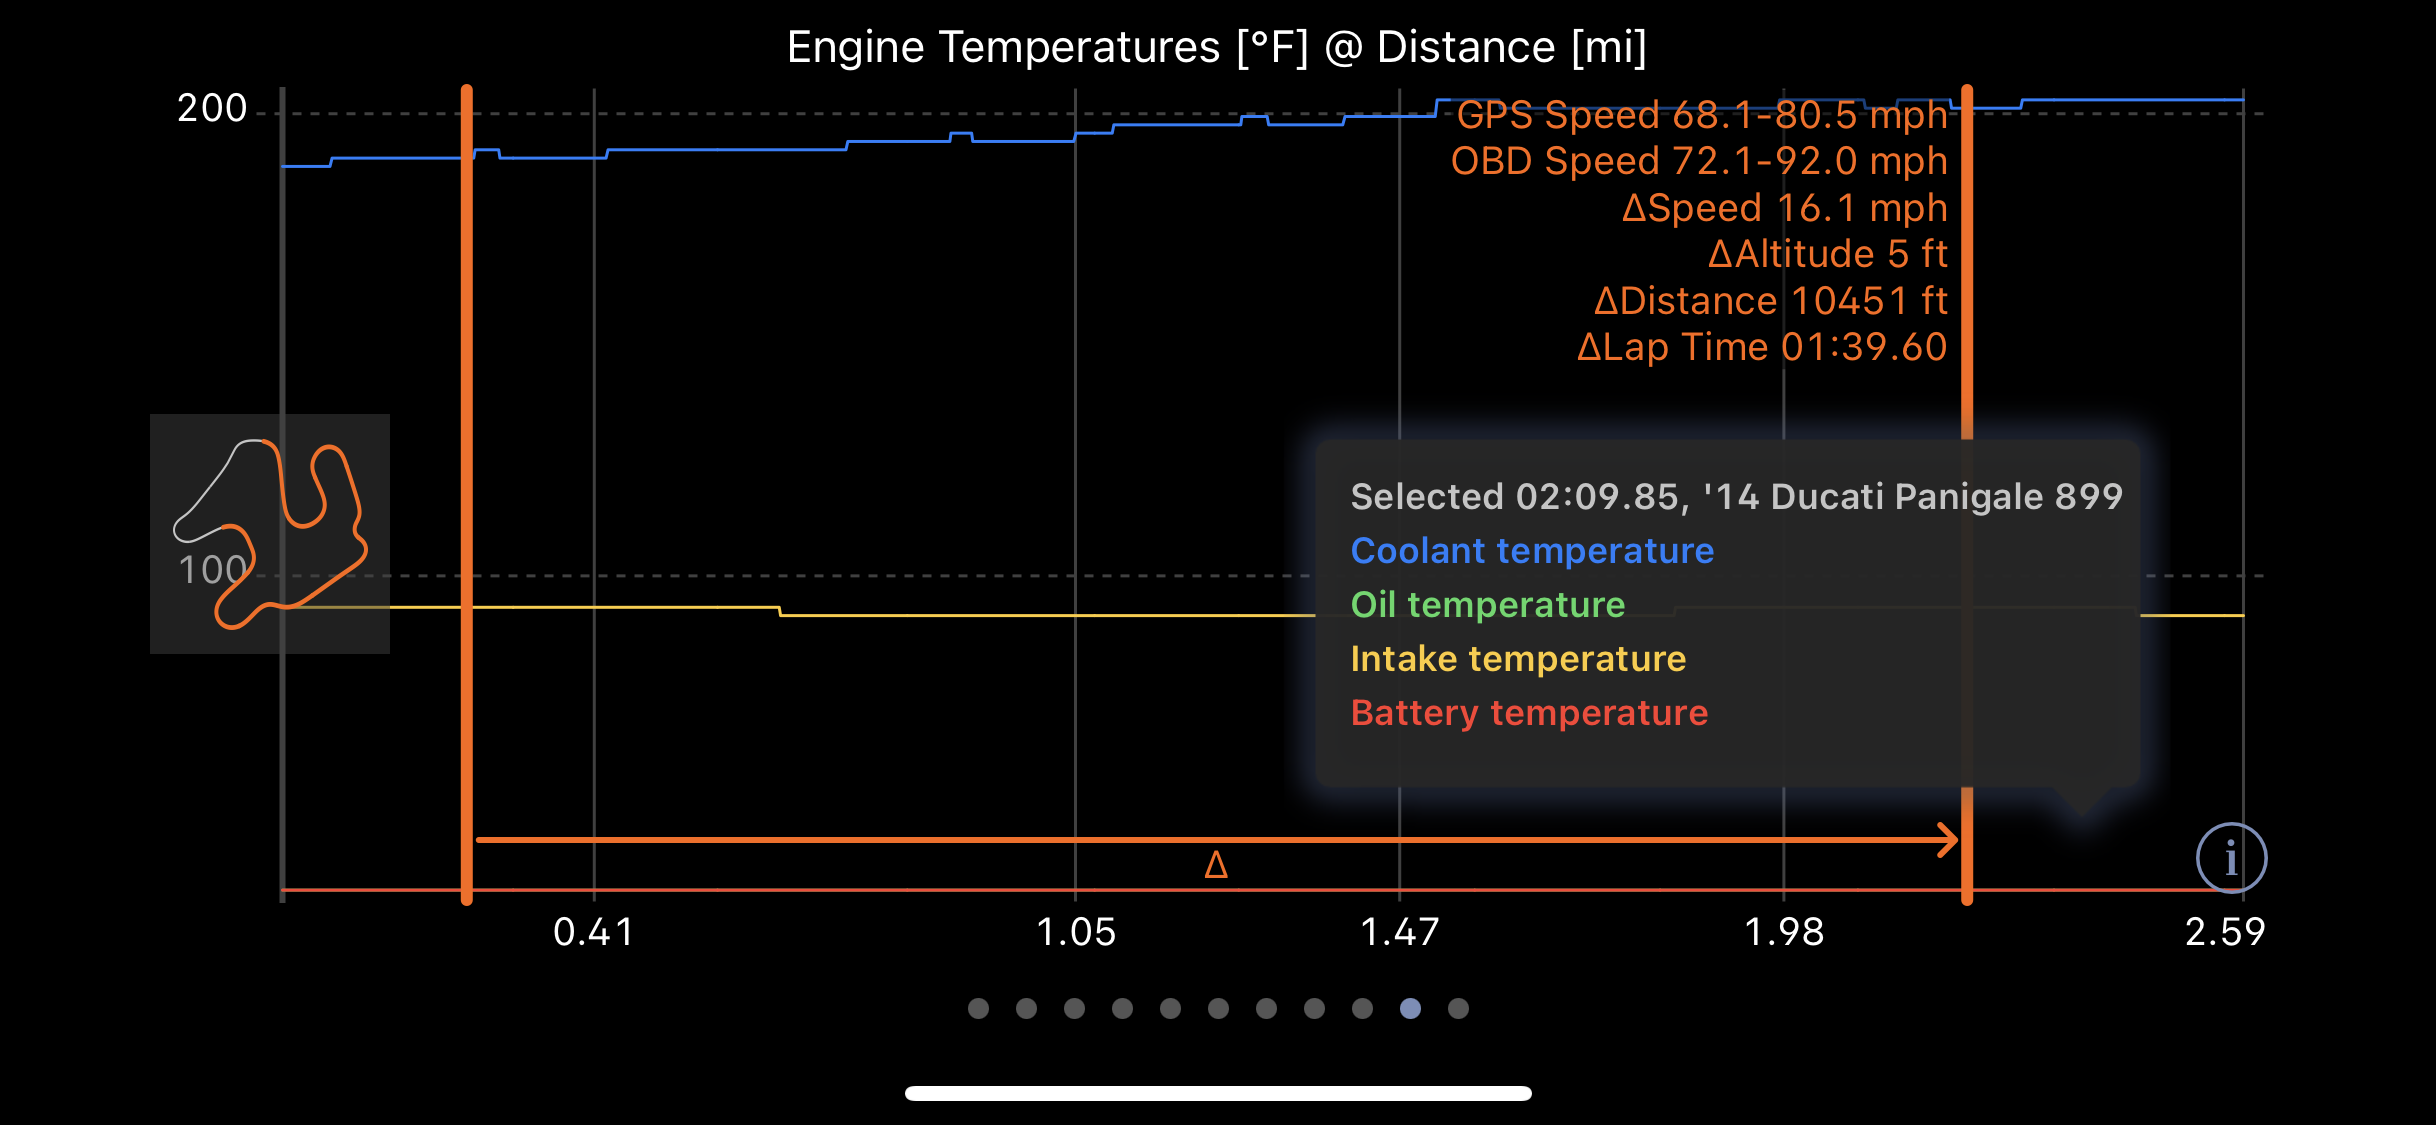 Engine Temperatures [°F] @ Distance [mi]
200
GPS Speed 68.1-80.5 mph
OBD Speed 72.1-92.0 mph
ΔSpeed 16.1 mph
ΔAltitude 5 ft
ΔDistance 10451 ft
ΔLap Time 01:39.60
100
Selected 02:09.85, '14 Ducati Panigale 899
Coolant temperature
Oil temperature
Intake temperature
Battery temperature
Δ
i
0.41 1.05 1.47 1.98 2.59